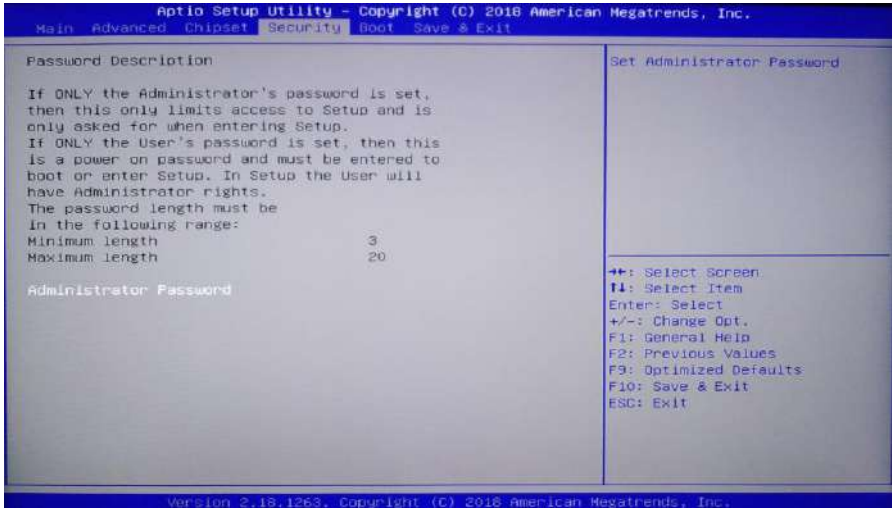 Aptio Setup Utility – Copyright (C) 2018 American Megatrends, Inc.
Main Advanced Chipset Security Boot Save & Exit
Password Description
If ONLY the Administrator's password is set,
then this only limits access to Setup and is
only asked for when entering Setup.
If ONLY the User's password is set, then this
is a power on password and must be entered to
boot or enter Setup. In Setup the User will
have Administrator rights.
The password length must be
in the following range:
Minimum length 3
Maximum length 20
Administrator Password
Set Administrator Password
→←: Select Screen
↑↓: Select Item
Enter: Select
+/-: Change Opt.
F1: General Help
F2: Previous Values
F9: Optimized Defaults
F10: Save & Exit
ESC: Exit
Version 2.18.1263. Copyright (C) 2018 American Megatrends, Inc.